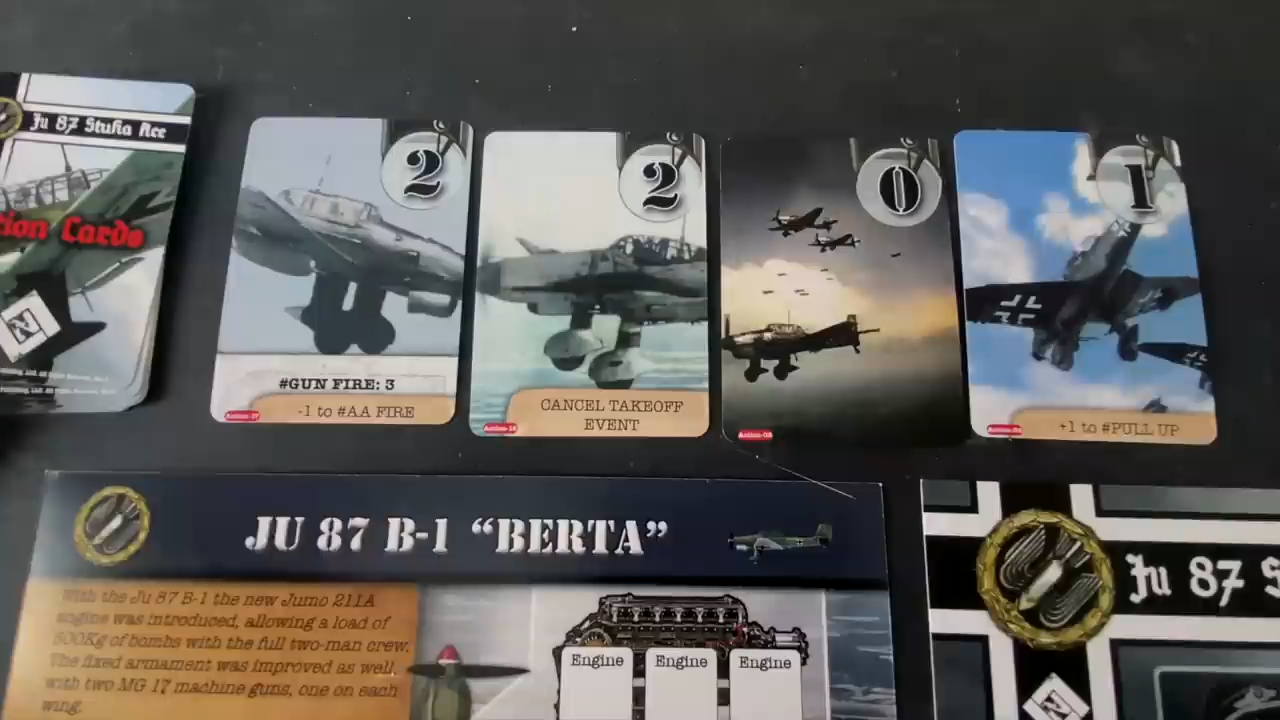 Ju 87 Stuka Ace
tion Cards
2
#GUN FIRE: 3
-1 to #AA FIRE
Action-17
2
CANCEL TAKEOFF
EVENT
0
1
+1 to #PULL UP
JU 87 B-1 “BERTA”
With the Ju 87 B-1 the new Jumo 211A
engine was introduced, allowing a load of
500Kg of bombs with the full two-man crew.
The fixed armament was improved as well,
with two MG 17 machine guns, one on each
wing.
Engine
Engine
Engine
Ju 87 S